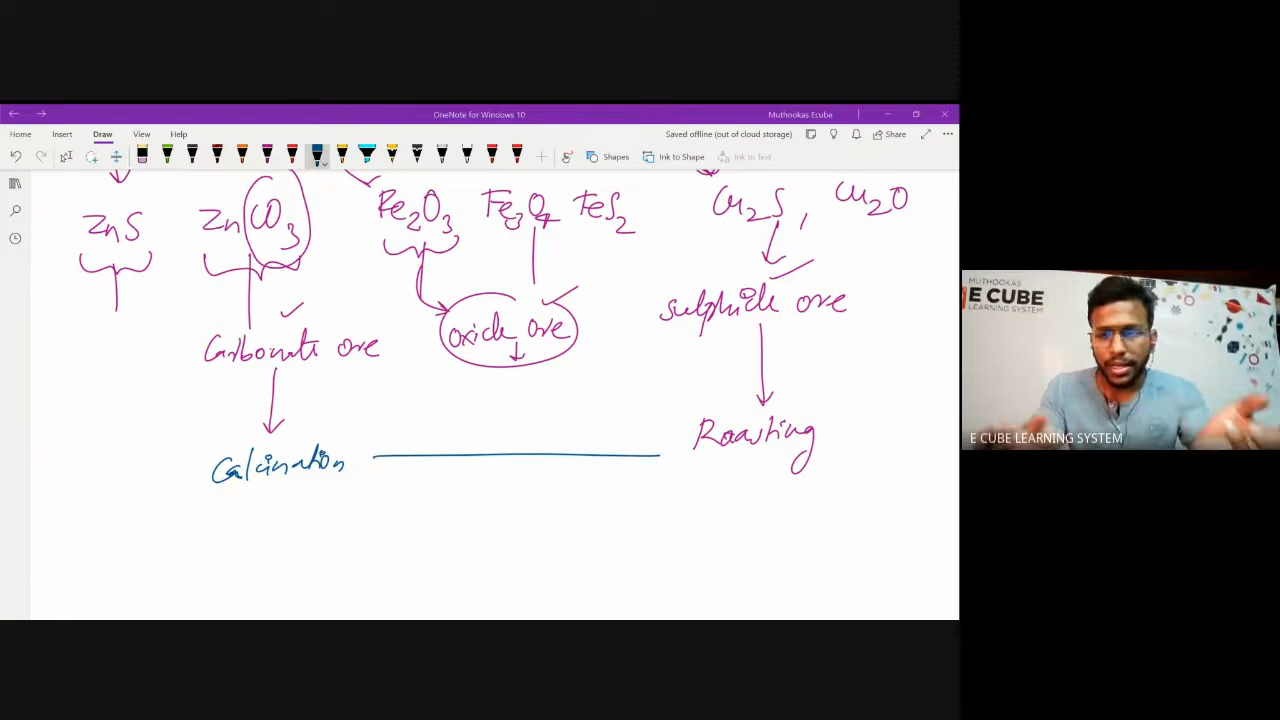 OneNote for Windows 10
Muthookas Ecube
Home Insert Draw View Help
Saved offline (out of cloud storage)
Share
Shapes
Ink to Shape
Ink to Text
ZnS ZnCO3 Fe2O3 Fe3O4 FeS2 Cu2S, Cu2O
Carbonate ore
oxide ore
sulphide ore
Calcination
Roasting
MUTHOOKAS
E CUBE
LEARNING SYSTEM
E CUBE LEARNING SYSTEM